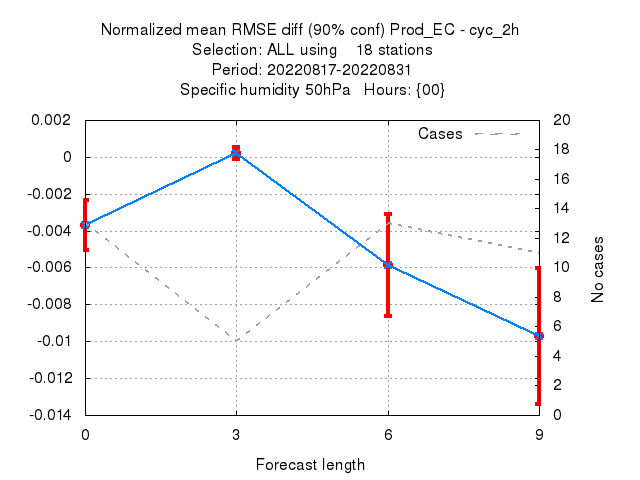 Normalized mean RMSE diff (90% conf) Prod_EC - cyc_2h
Selection: ALL using    18 stations
Period: 20220817-20220831
Specific humidity 50hPa   Hours: {00}
Cases
0.002
0
-0.002
-0.004
-0.006
-0.008
-0.01
-0.012
-0.014
20
18
16
14
12
10
8
6
4
2
0
No cases
0 3 6 9
Forecast length